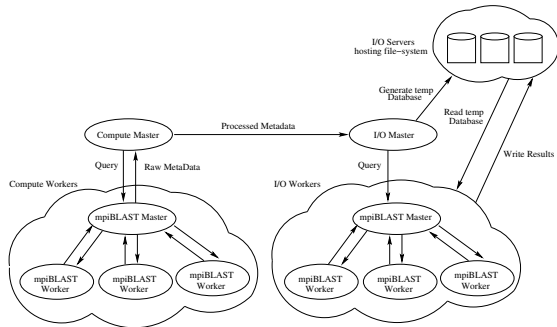 I/O Servers
hosting file-system
Generate temp
Database
Read temp
Database
Write Results
Compute Master
Processed Metadata
I/O Master
Query
Raw MetaData
Query
Compute Workers
I/O Workers
mpiBLAST Master
mpiBLAST Master
mpiBLAST
Worker
mpiBLAST
Worker
mpiBLAST
Worker
mpiBLAST
Worker
mpiBLAST
Worker
mpiBLAST
Worker